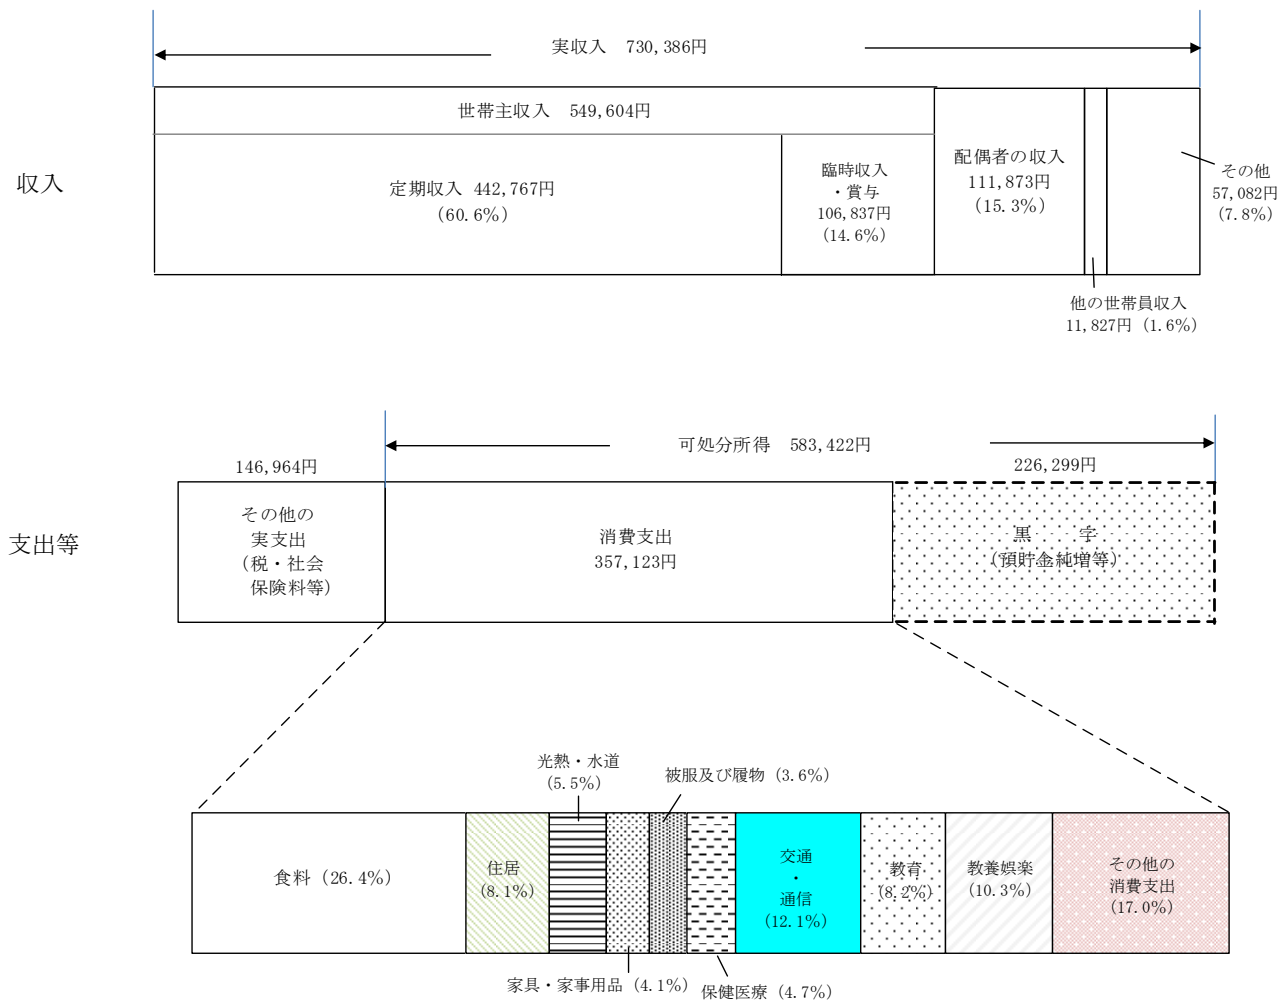 実収入　730,386円
世帯主収入　549,604円
収入
定期収入 442,767円
(60.6%)
臨時収入
・賞与
106,837円
(14.6%)
配偶者の収入
111,873円
(15.3%)
その他
57,082円
(7.8%)
他の世帯員収入
11,827円 (1.6%)
可処分所得　583,422円
146,964円
226,299円
支出等
その他の
実支出
(税・社会
保険料等)
消費支出
357,123円
黒　　字
(預貯金純増等)
光熱・水道
(5.5%)
被服及び履物 (3.6%)
食料 (26.4%)
住居
(8.1%)
交通
・
通信
(12.1%)
教育
(8.2%)
教養娯楽
(10.3%)
その他の
消費支出
(17.0%)
家具・家事用品 (4.1%)
保健医療 (4.7%)